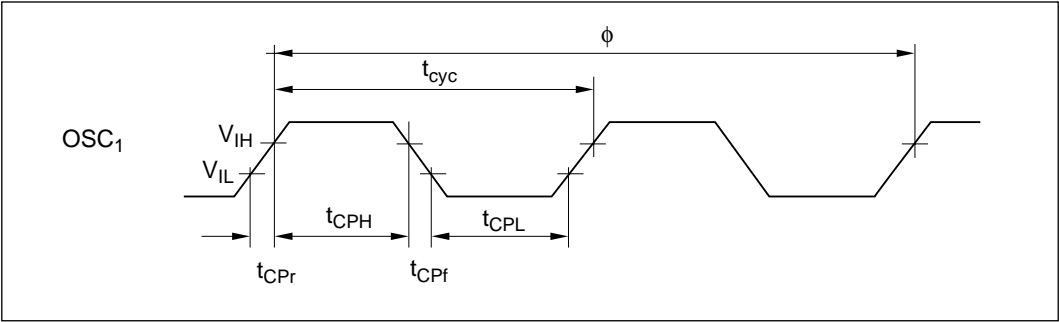 ϕ
tcyc
OSC1
VIH
VIL
tCPH
tCPL
tCPr
tCPf